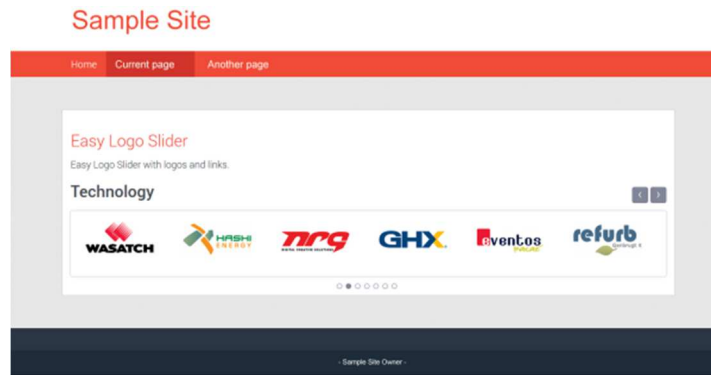 Sample Site
Home Current page Another page
Easy Logo Slider
Easy Logo Slider with logos and links.
Technology
WASATCH HASHI ENERGY nrg GHX eventos refurb
- Sample Site Owner -